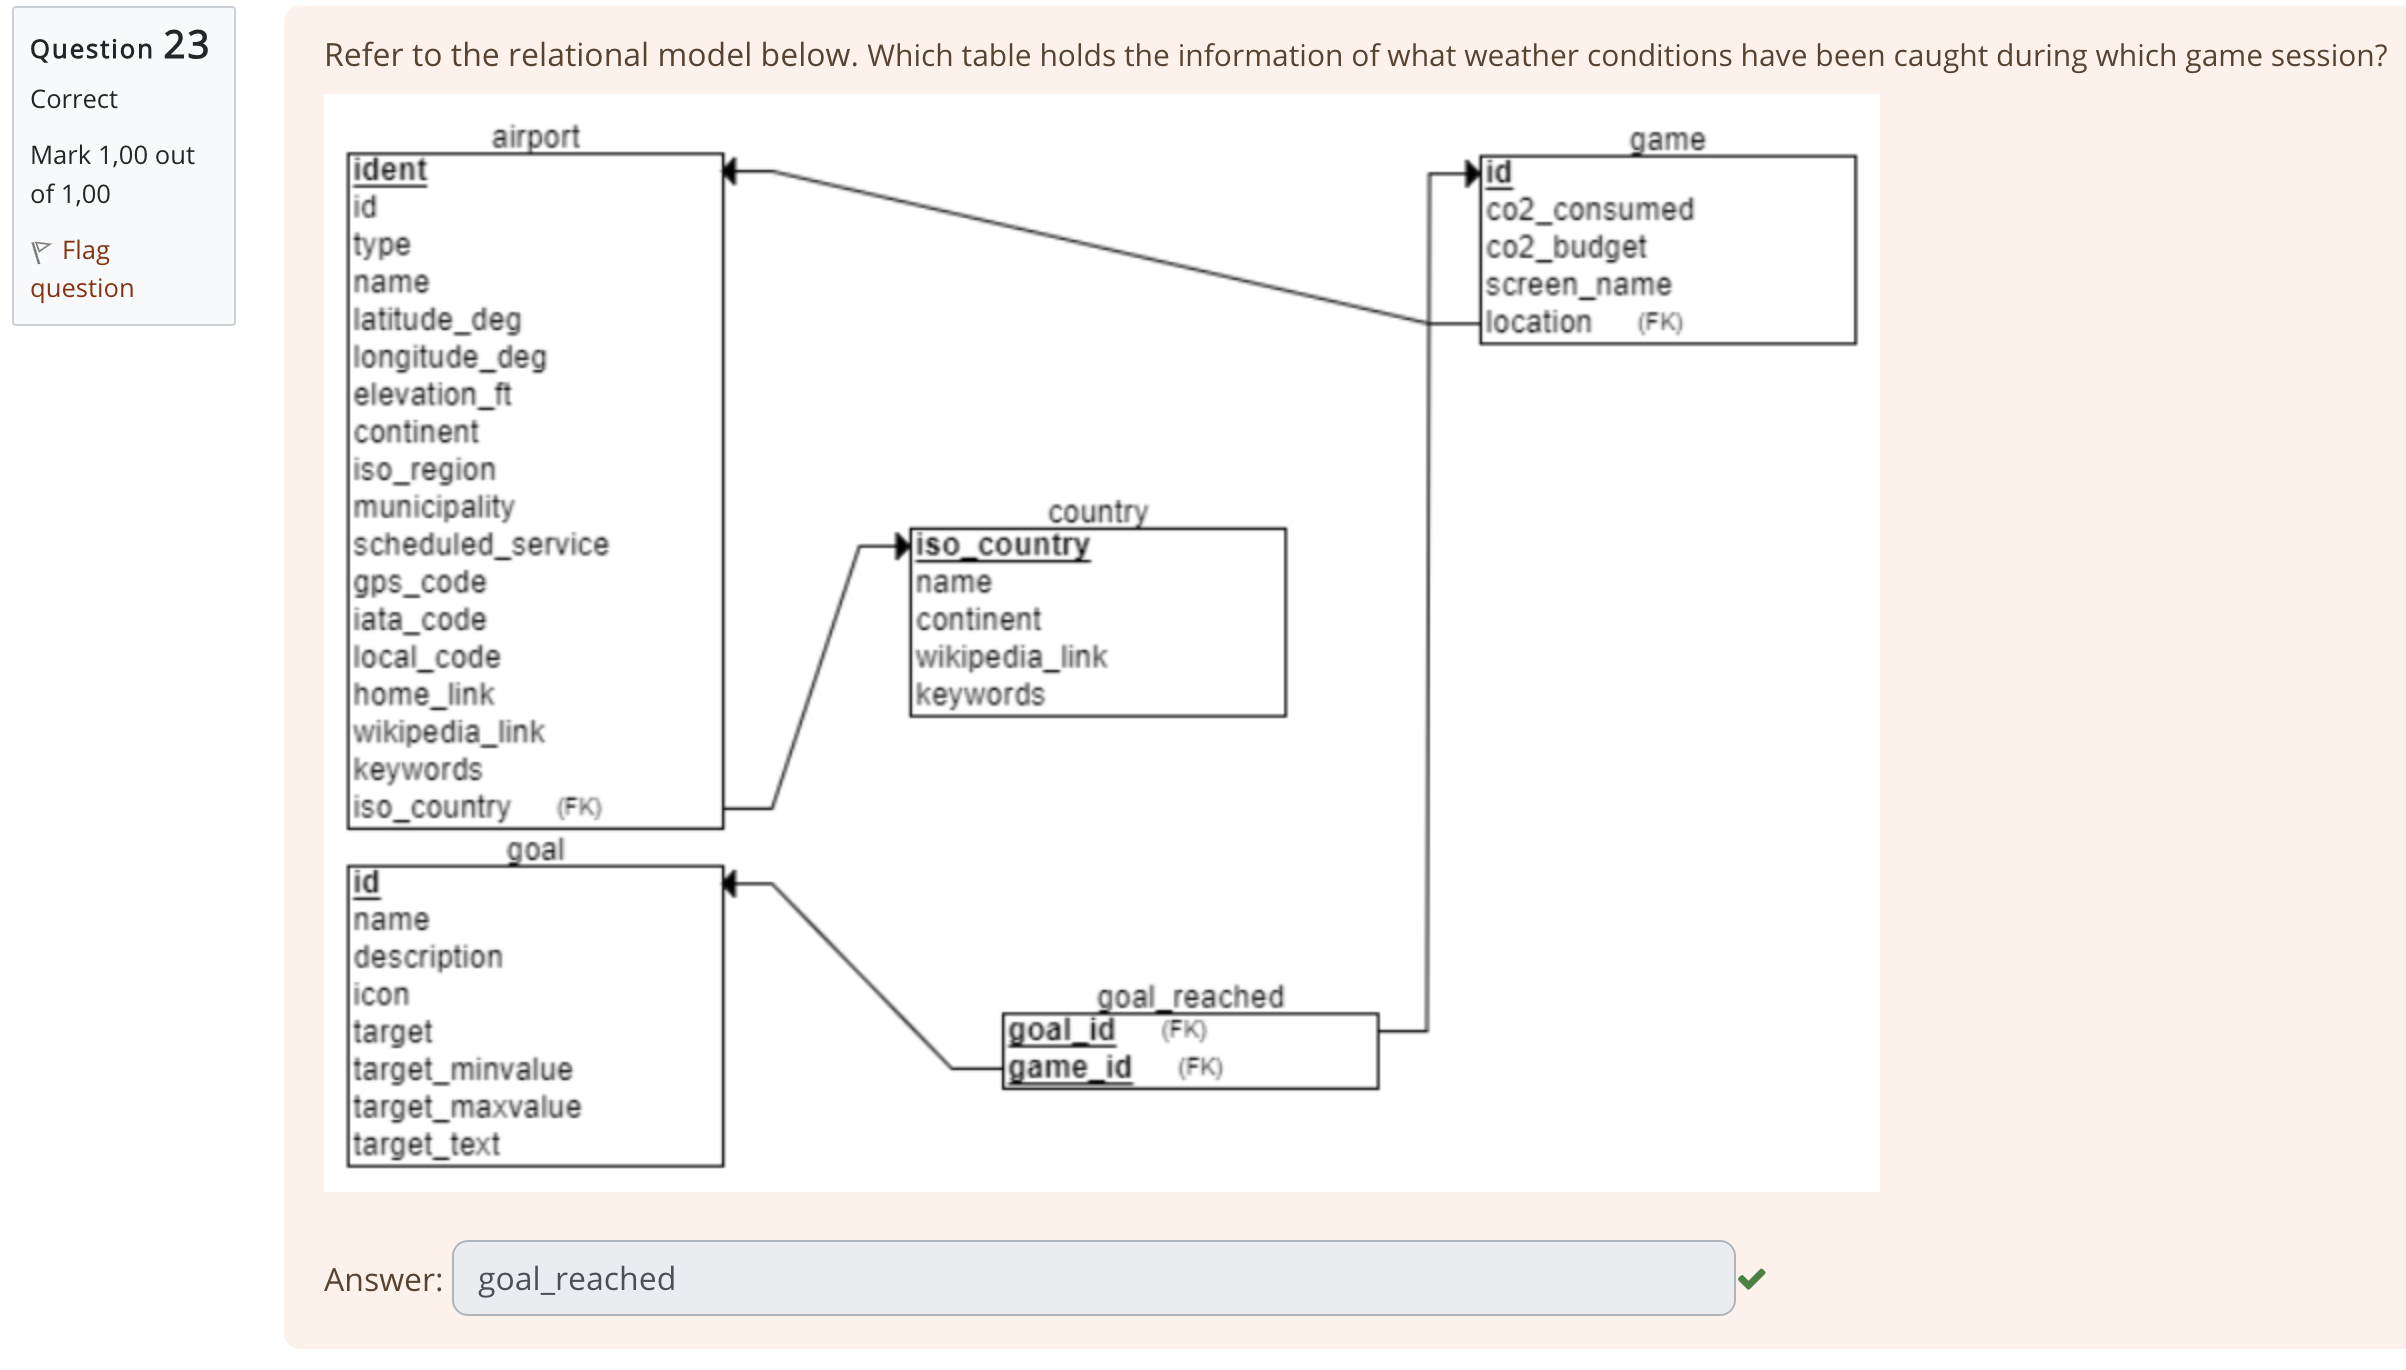 Question 23
Correct
Mark 1,00 out
of 1,00
Flag
question
Refer to the relational model below. Which table holds the information of what weather conditions have been caught during which game session?
airport
ident
id
type
name
latitude_deg
longitude_deg
elevation_ft
continent
iso_region
municipality
scheduled_service
gps_code
iata_code
local_code
home_link
wikipedia_link
keywords
iso_country (FK)
game
id
co2_consumed
co2_budget
screen_name
location (FK)
country
iso_country
name
continent
wikipedia_link
keywords
goal
id
name
description
icon
target
target_minvalue
target_maxvalue
target_text
goal_reached
goal_id (FK)
game_id (FK)
Answer: goal_reached